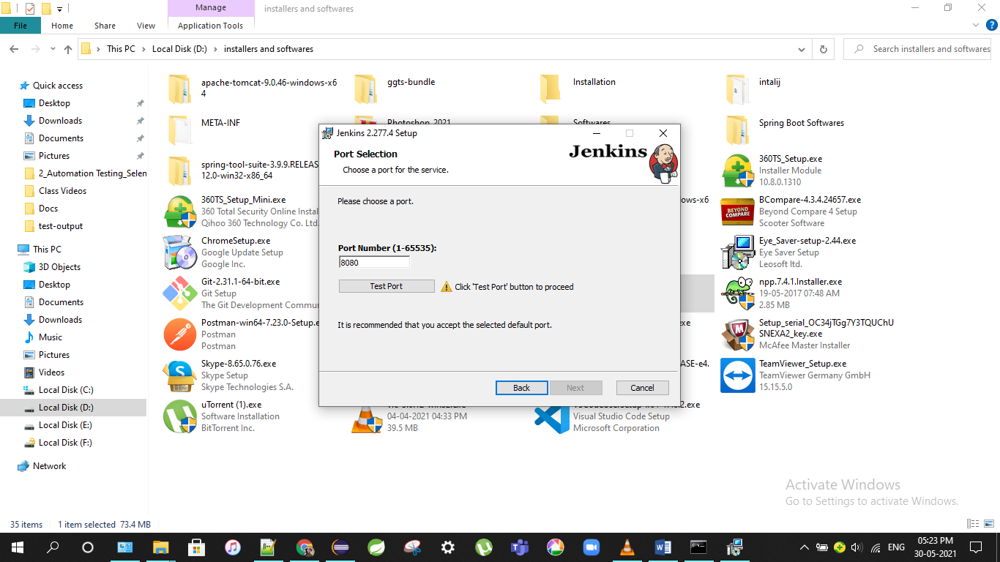 Manage
installers and softwares
File
Home
Share
View
Application Tools
This PC
Local Disk (D:)
installers and softwares
Search installers and softwares
Quick access
Desktop
Downloads
Documents
Pictures
2_Automation Testing_Selen
Class Videos
Docs
test-output
This PC
3D Objects
Desktop
Documents
Downloads
Music
Pictures
Videos
Local Disk (C:)
Local Disk (D:)
Local Disk (E:)
Local Disk (F:)
Network
apache-tomcat-9.0.46-windows-x6
4
ggts-bundle
Installation
intalij
META-INF
Photoshop 2021
Softwares
Spring Boot Softwares
spring-tool-suite-3.9.9.RELEAS
12.0-win32-x86_64
360TS_Setup.exe
Installer Module
10.8.0.1310
360TS_Setup_Mini.exe
360 Total Security Online Instal
Qihoo 360 Technology Co. Ltd.
ows-x6
BCompare-4.3.4.24657.exe
Beyond Compare 4 Setup
Scooter Software
BEYOND
COMPARE
ChromeSetup.exe
Google Update Setup
Google Inc.
Eye_Saver-setup-2.44.exe
Eye Saver Setup
Leosoft ltd.
Git-2.31.1-64-bit.exe
Git Setup
The Git Development Commu
npp.7.4.1.Installer.exe
19-05-2017 07:48 AM
2.85 MB
Postman-win64-7.23.0-Setup.e
Postman
Postman
exe
Setup_serial_OC34jTGg7Y3TQUChU
SNEXA2_key.exe
McAfee Master Installer
Skype-8.65.0.76.exe
Skype Setup
Skype Technologies S.A.
ASE-e4.
TeamViewer_Setup.exe
TeamViewer Germany GmbH
15.15.5.0
uTorrent (1).exe
Software Installation
BitTorrent Inc.
04-04-2021 04:33 PM
39.5 MB
Visual Studio Code Setup
Microsoft Corporation
Jenkins 2.277.4 Setup
Port Selection
Choose a port for the service.
Jenkins
Please choose a port.
Port Number (1-65535):
8080
Test Port
Click 'Test Port' button to proceed
It is recommended that you accept the selected default port.
Back
Next
Cancel
Activate Windows
Go to Settings to activate Windows.
35 items
1 item selected 73.4 MB
ENG
05:23 PM
30-05-2021